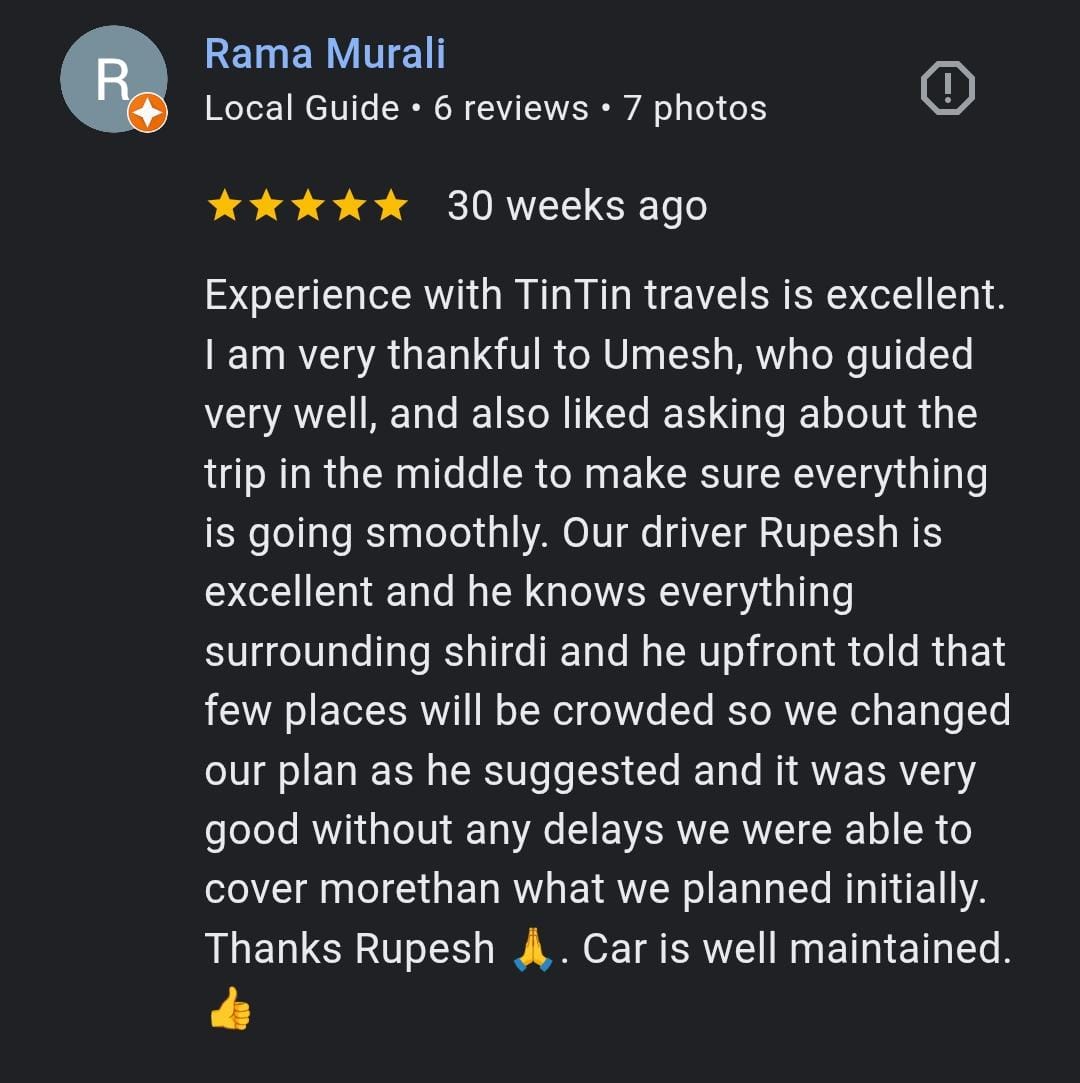 R
Rama Murali
Local Guide • 6 reviews • 7 photos
30 weeks ago
Experience with TinTin travels is excellent.
I am very thankful to Umesh, who guided
very well, and also liked asking about the
trip in the middle to make sure everything
is going smoothly. Our driver Rupesh is
excellent and he knows everything
surrounding shirdi and he upfront told that
few places will be crowded so we changed
our plan as he suggested and it was very
good without any delays we were able to
cover morethan what we planned initially.
Thanks Rupesh 🙏. Car is well maintained.
👍